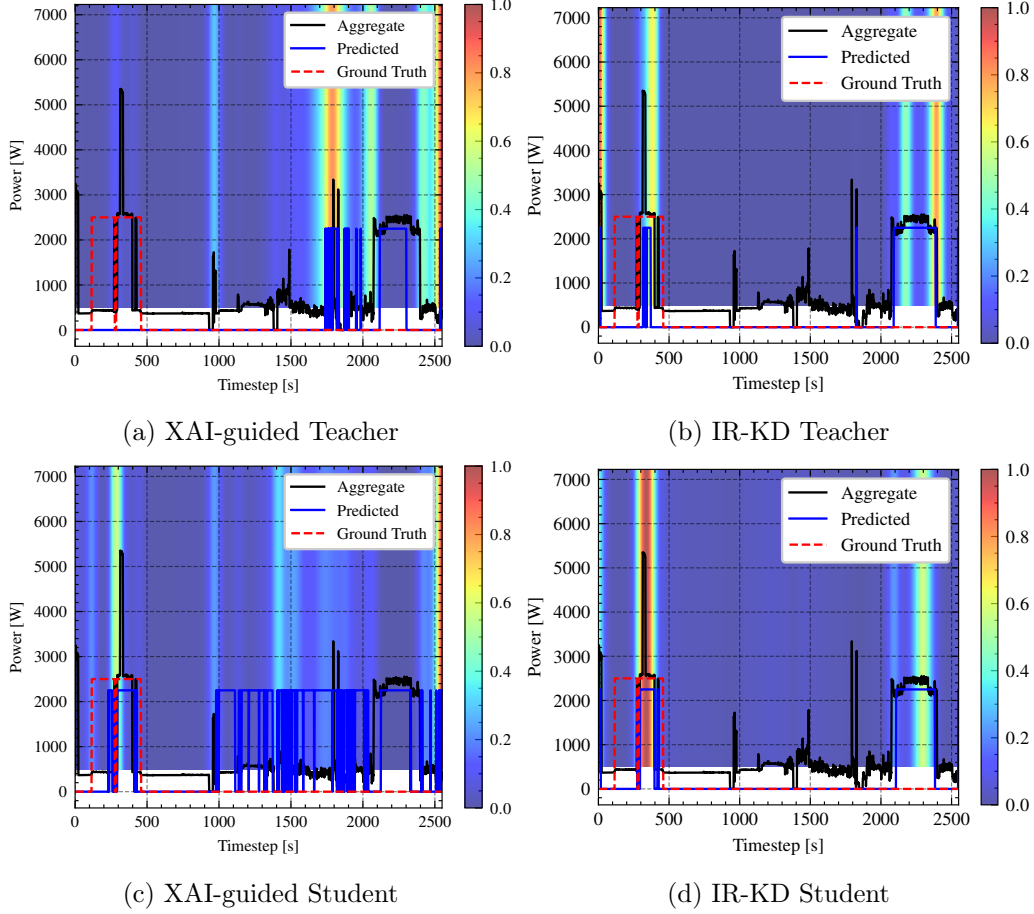 7000
6000
5000
4000
3000
2000
1000
0
Power [W]
0 500 1000 1500 2000 2500
Timestep [s]
Aggregate
Predicted
Ground Truth
1.0
0.8
0.6
0.4
0.2
0.0
(a) XAI-guided Teacher
7000
6000
5000
4000
3000
2000
1000
0
Power [W]
0 500 1000 1500 2000 2500
Timestep [s]
Aggregate
Predicted
Ground Truth
1.0
0.8
0.6
0.4
0.2
0.0
(b) IR-KD Teacher
7000
6000
5000
4000
3000
2000
1000
0
Power [W]
0 500 1000 1500 2000 2500
Timestep [s]
Aggregate
Predicted
Ground Truth
1.0
0.8
0.6
0.4
0.2
0.0
(c) XAI-guided Student
7000
6000
5000
4000
3000
2000
1000
0
Power [W]
0 500 1000 1500 2000 2500
Timestep [s]
Aggregate
Predicted
Ground Truth
1.0
0.8
0.6
0.4
0.2
0.0
(d) IR-KD Student